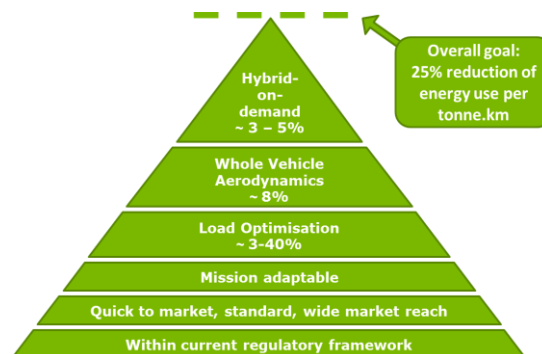 Overall goal:
25% reduction of
energy use per
tonne.km
Hybrid-
on-
demand
~ 3 – 5%
Whole Vehicle
Aerodynamics
~ 8%
Load Optimisation
~ 3-40%
Mission adaptable
Quick to market, standard, wide market reach
Within current regulatory framework